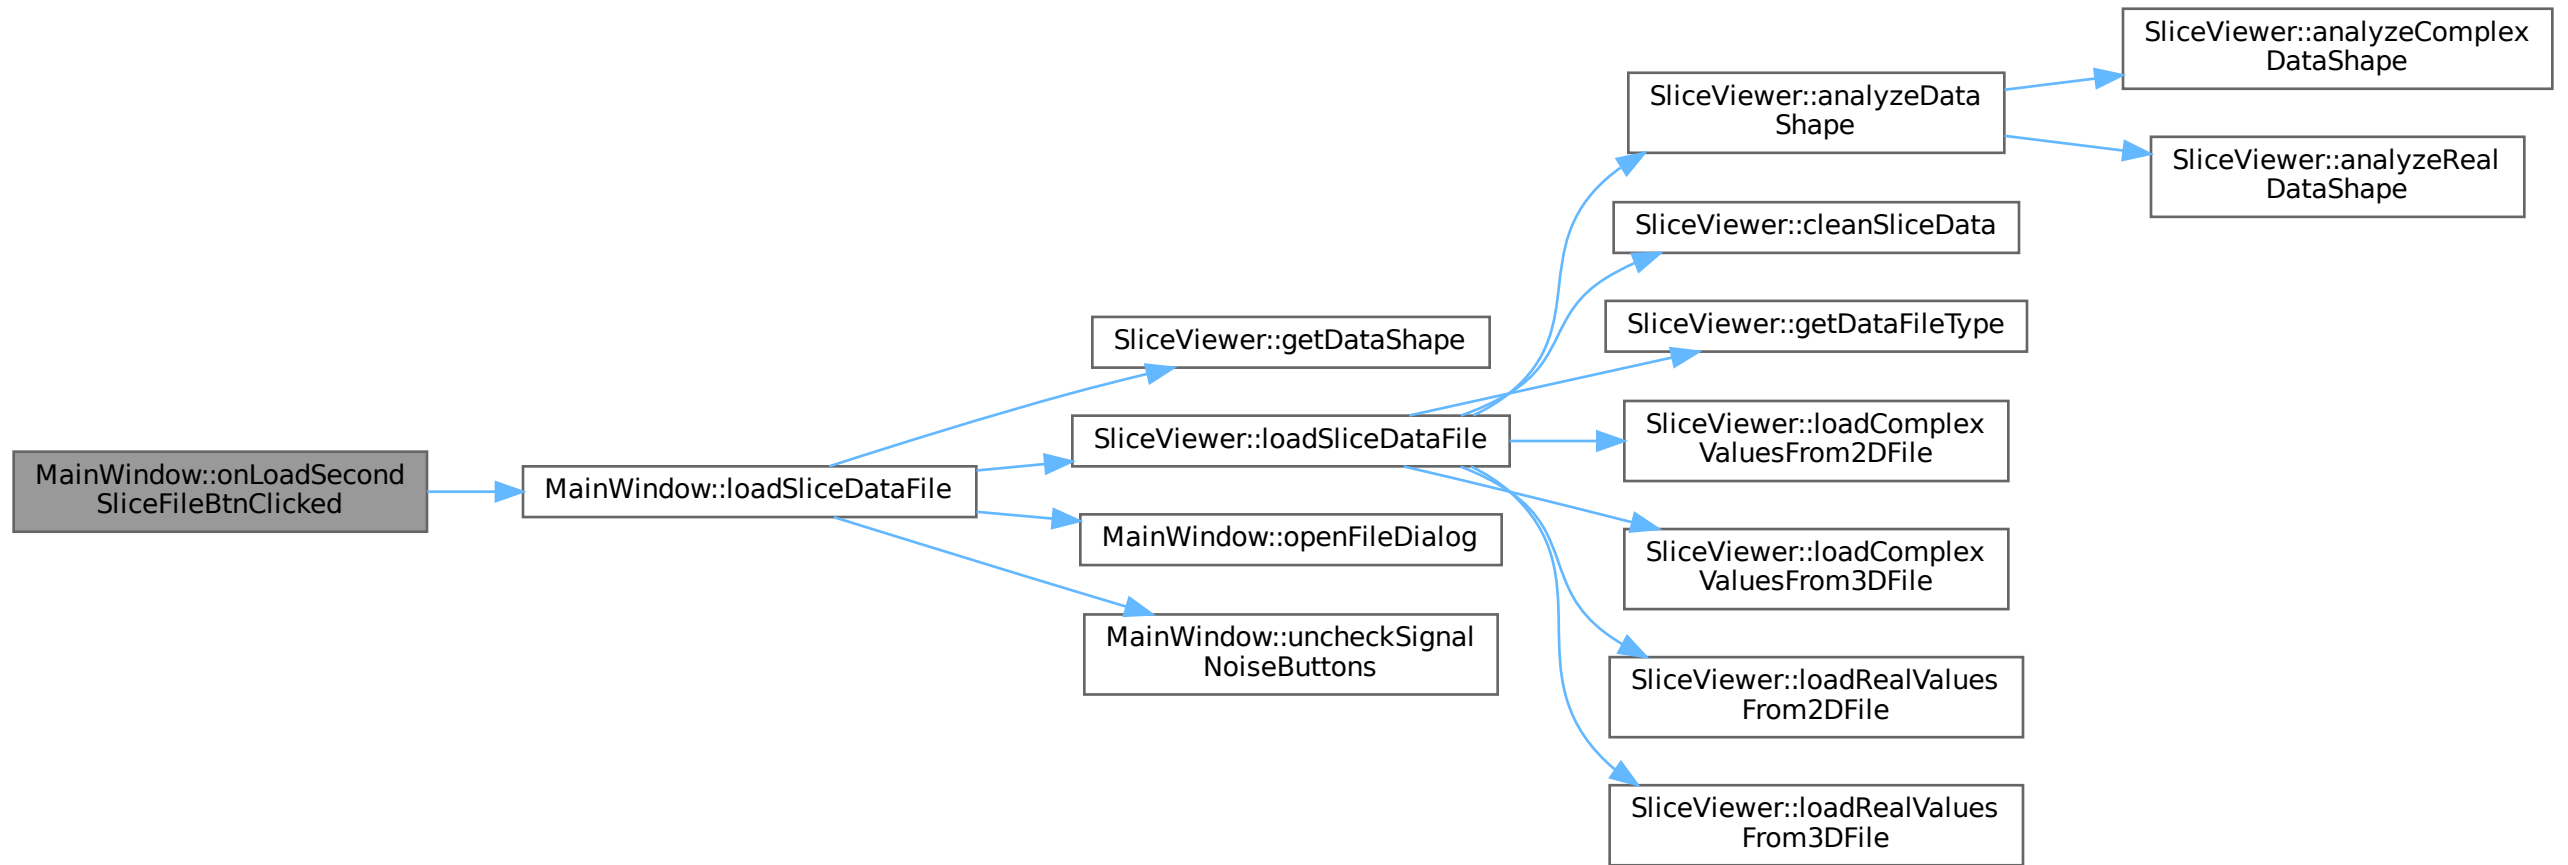 MainWindow::onLoadSecond
SliceFileBtnClicked
MainWindow::loadSliceDataFile
SliceViewer::getDataShape
SliceViewer::loadSliceDataFile
MainWindow::openFileDialog
MainWindow::uncheckSignal
NoiseButtons
SliceViewer::analyzeData
Shape
SliceViewer::cleanSliceData
SliceViewer::getDataFileType
SliceViewer::loadComplex
ValuesFrom2DFile
SliceViewer::loadComplex
ValuesFrom3DFile
SliceViewer::loadRealValues
From2DFile
SliceViewer::loadRealValues
From3DFile
SliceViewer::analyzeComplex
DataShape
SliceViewer::analyzeReal
DataShape